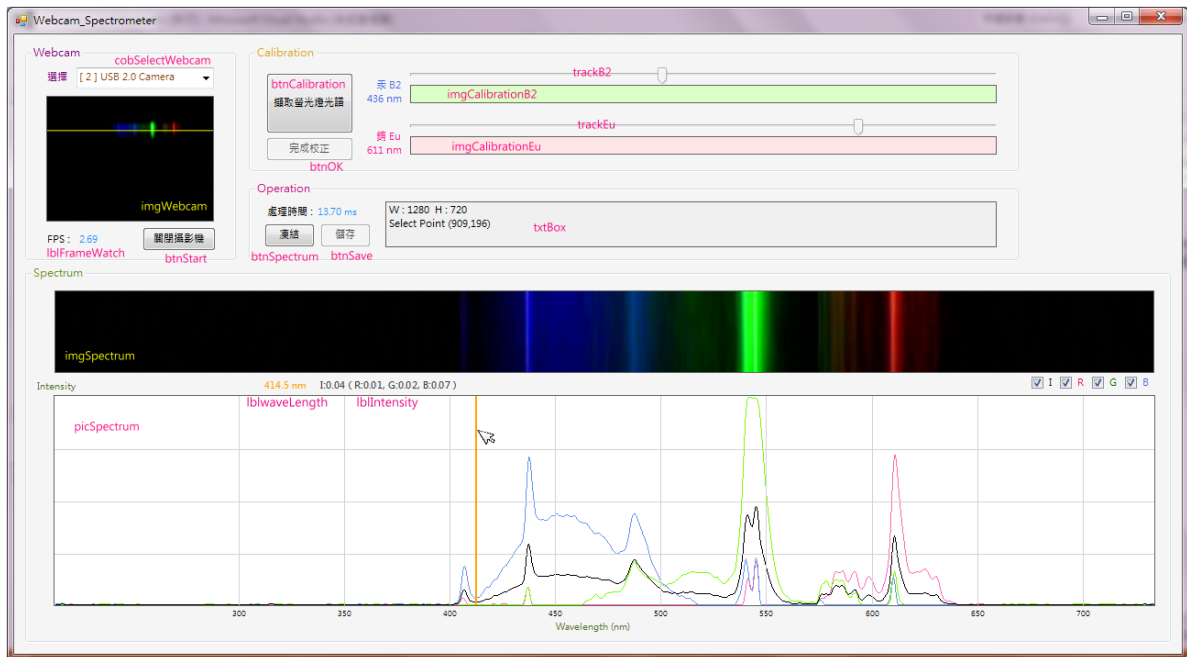 Webcam_Spectrometer
Webcam
cobSelectWebcam
選擇 [ 2 ] USB 2.0 Camera
imgWebcam
FPS : 2.69
關閉攝影機
lblFrameWatch
btnStart
Calibration
btnCalibration
擷取螢光燈光譜
完成校正
btnOK
trackB2
汞 B2
436 nm
imgCalibrationB2
trackEu
銪 Eu
611 nm
imgCalibrationEu
Operation
處理時間 : 13.70 ms
凍結 儲存
btnSpectrum btnSave
W : 1280 H : 720
Select Point (909,196)
txtBox
Spectrum
imgSpectrum
Intensity 414.5 nm I:0.04 ( R:0.01, G:0.02, B:0.07 ) I R G B
lblwaveLength lblIntensity
picSpectrum
300 350 400 450 500 550 600 650 700
Wavelength (nm)